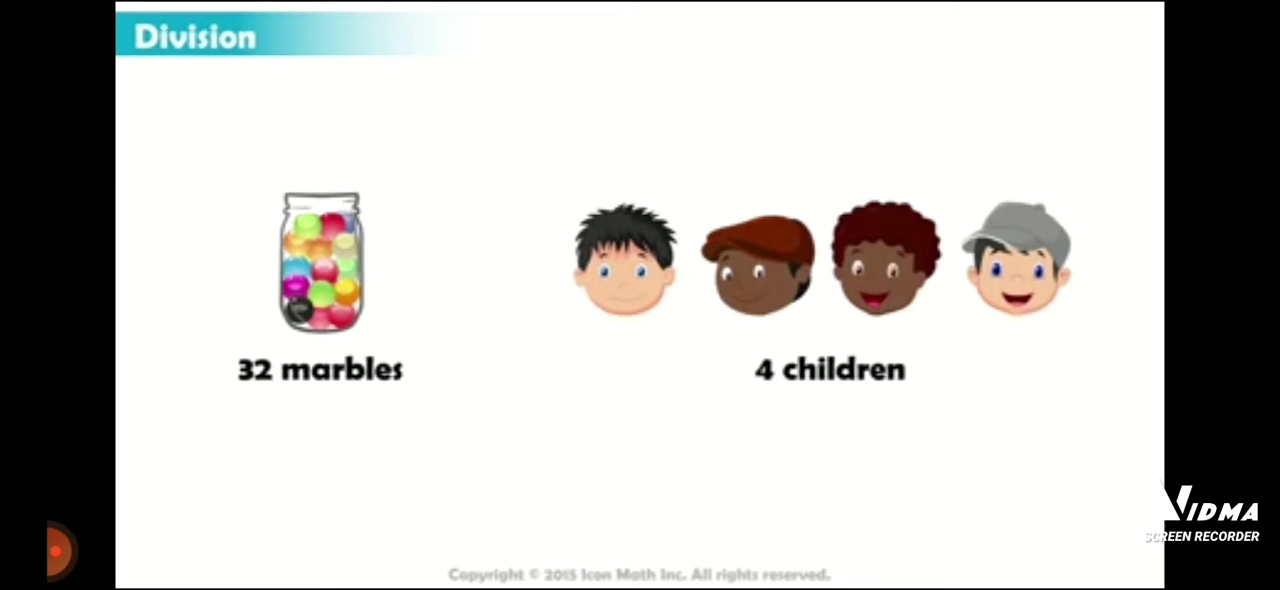 Division
32 marbles
4 children
VIDMA
SCREEN RECORDER
Copyright © 2015 Icon Math Inc. All rights reserved.